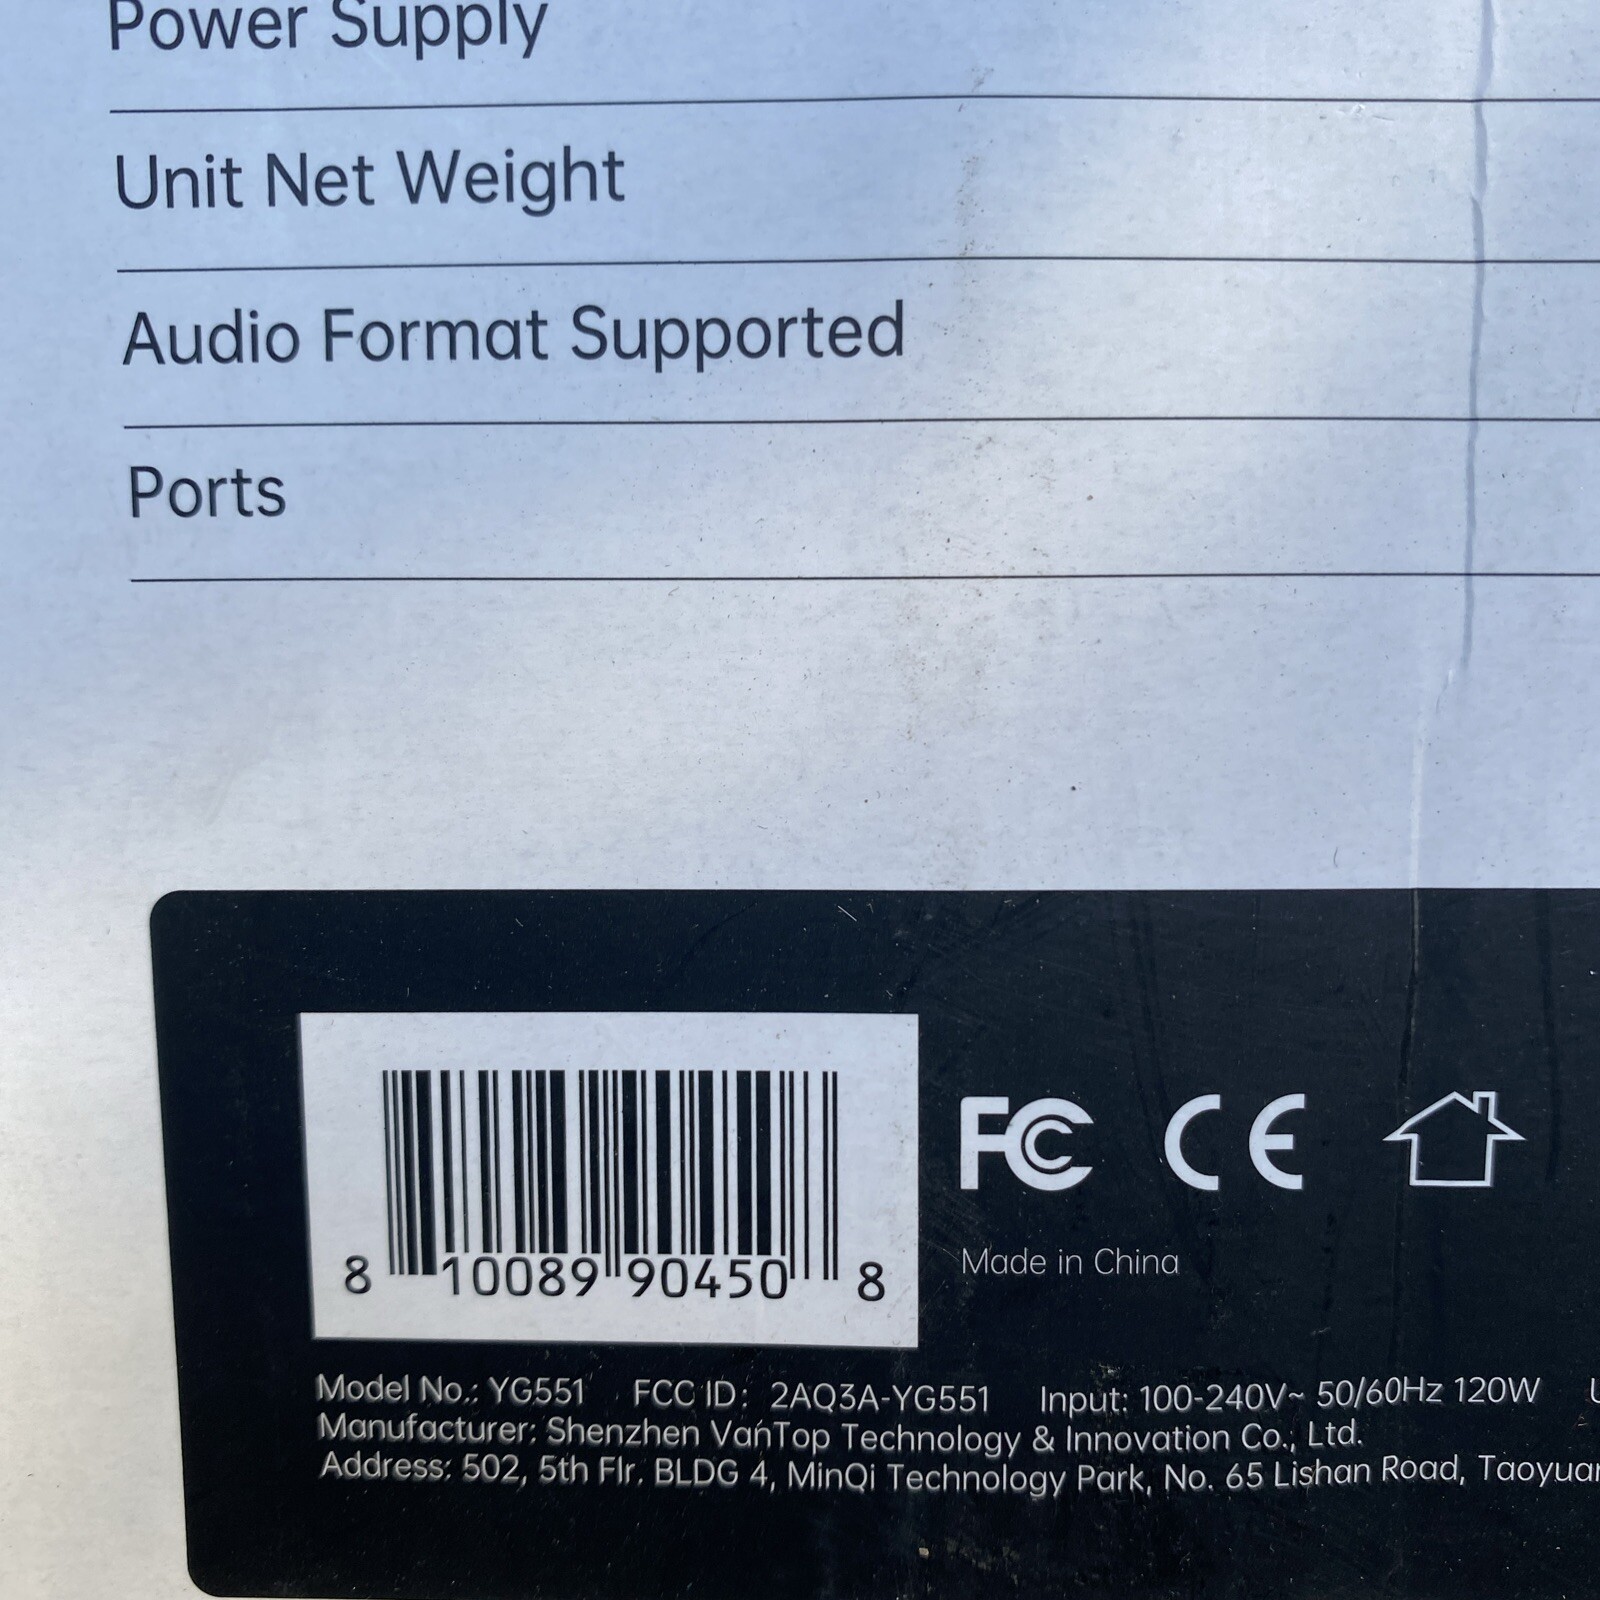 Power Supply
Unit Net Weight
Audio Format Supported
Ports
8 10089 90450 8
FC CE
Made in China
Model No.: YG551 FCC ID: 2AQ3A-YG551 Input: 100-240V~ 50/60Hz 120W
Manufacturer: Shenzhen VanTop Technology & Innovation Co., Ltd.
Address: 502, 5th Flr. BLDG 4, MinQi Technology Park, No. 65 Lishan Road,